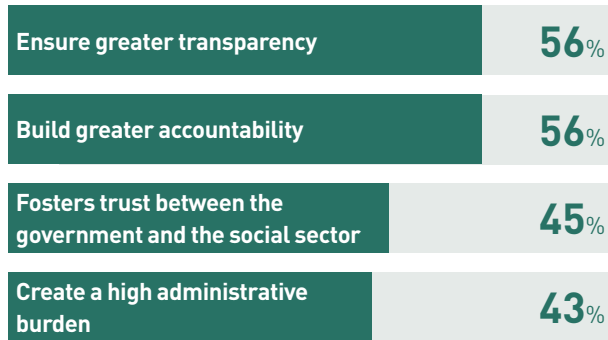 Ensure greater transparency 56%
Build greater accountability 56%
Fosters trust between the
government and the social sector 45%
Create a high administrative
burden 43%